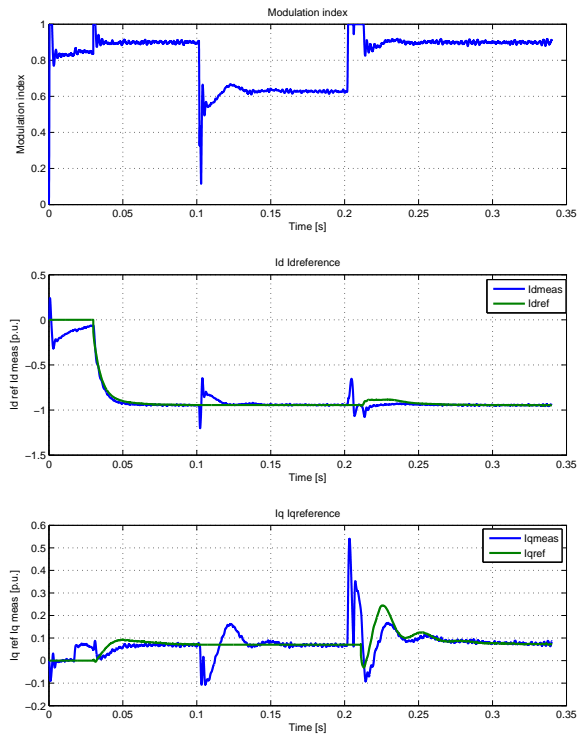 Modulation index
Modulation index
1
0.8
0.6
0.4
0.2
0
0 0.05 0.1 0.15 0.2 0.25 0.3 0.35
Time [s]
Id Idreference
Id ref Id meas [p.u.]
0.5
0
−0.5
−1
−1.5
Idmeas
Idref
0 0.05 0.1 0.15 0.2 0.25 0.3 0.35
Time [s]
Iq Iqreference
Iq ref Iq meas [p.u.]
0.6
0.5
0.4
0.3
0.2
0.1
0
−0.1
−0.2
Iqmeas
Iqref
0 0.05 0.1 0.15 0.2 0.25 0.3 0.35
Time [s]